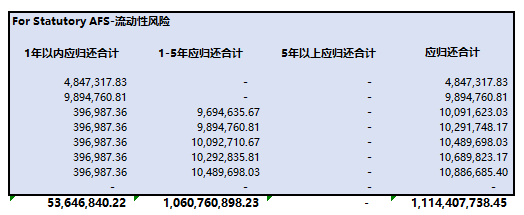 For Statutory AFS-流动性风险
1年以内应归还合计 1-5年应归还合计 5年以上应归还合计 应归还合计
4,847,317.83 - - 4,847,317.83
9,894,760.81 - - 9,894,760.81
396,987.36 9,694,635.67 - 10,091,623.03
396,987.36 9,894,760.81 - 10,291,748.17
396,987.36 10,092,710.67 - 10,489,698.03
396,987.36 10,292,835.81 - 10,689,823.17
396,987.36 10,489,698.03 - 10,886,685.40
- - - -
53,646,840.22 1,060,760,898.23 - 1,114,407,738.45